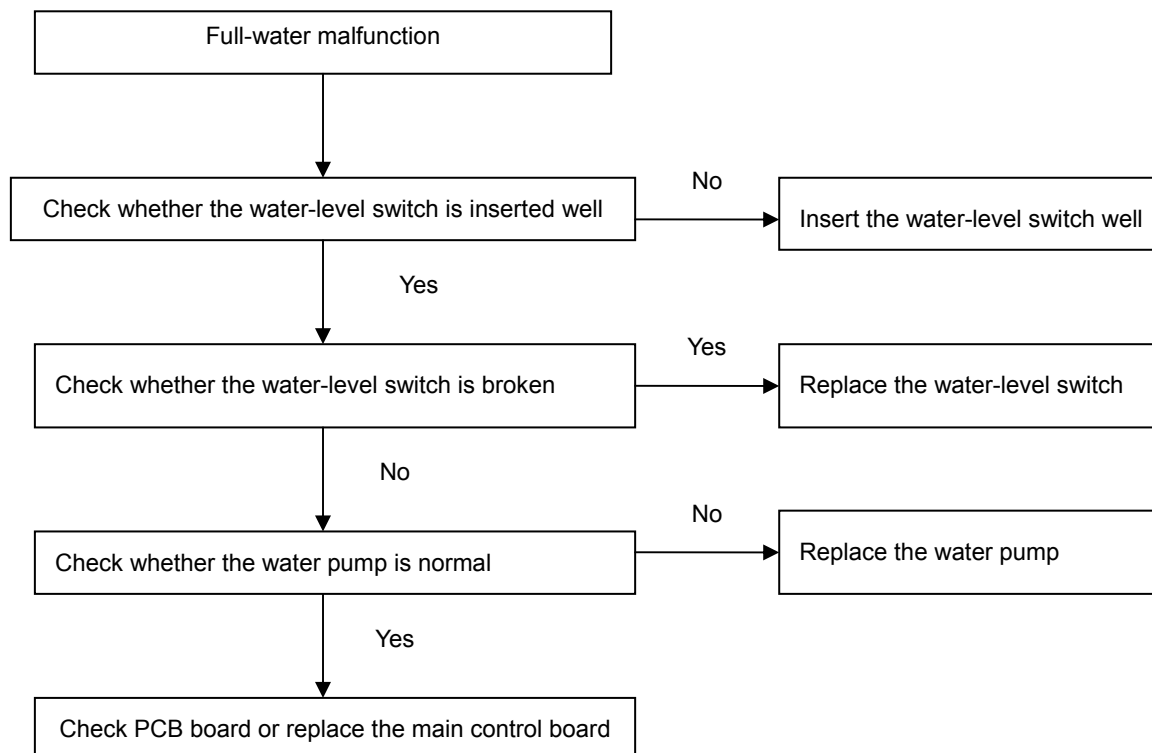 Full-water malfunction
No
Check whether the water-level switch is inserted well
Insert the water-level switch well
Yes
Yes
Check whether the water-level switch is broken
Replace the water-level switch
No
No
Check whether the water pump is normal
Replace the water pump
Yes
Check PCB board or replace the main control board